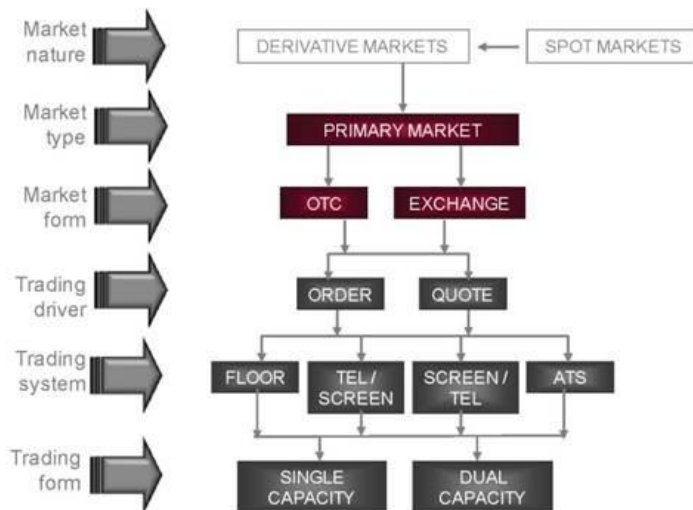 Market
nature
DERIVATIVE MARKETS
SPOT MARKETS
Market
type
PRIMARY MARKET
Market
form
OTC
EXCHANGE
Trading
driver
ORDER
QUOTE
Trading
system
FLOOR
TEL /
SCREEN
SCREEN /
TEL
ATS
Trading
form
SINGLE
CAPACITY
DUAL
CAPACITY